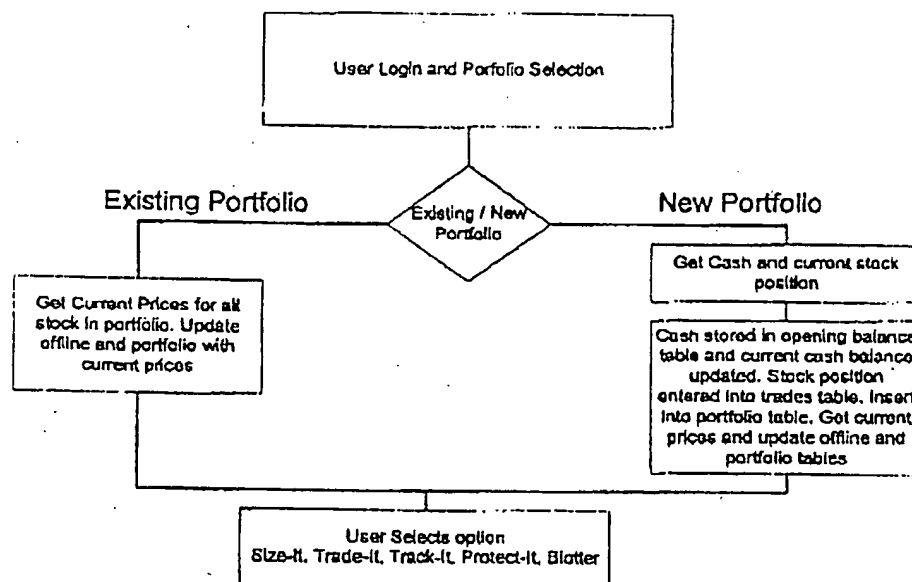 User Login and Porfolio Selection
Existing Portfolio
Existing / New
Portfolio
New Portfolio
Get Current Prices for all
stock in portfolio. Update
offline and portfolio with
current prices
Get Cash and current stock
position
Cash stored in opening balance
table and current cash balance
updated. Stock position
entered into trades table. Insert
into portfolio table. Get current
prices and update offline and
portfolio tables
User Selects option
Size-it, Trade-it, Track-it, Protect-it, Blotter